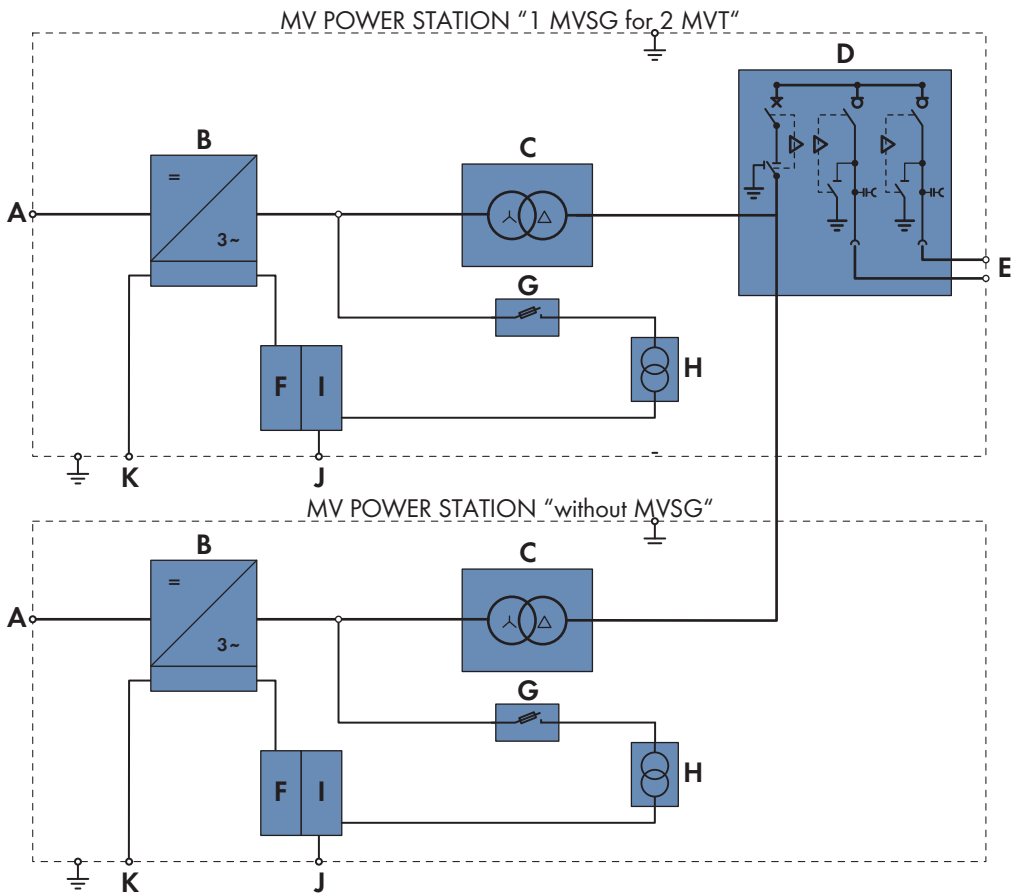 MV POWER STATION “1 MVSG for 2 MVT“
D
B
C
=
3~
A
E
G
H
F I
K
J
MV POWER STATION “without MVSG“
B
C
=
3~
A
G
H
F I
K
J